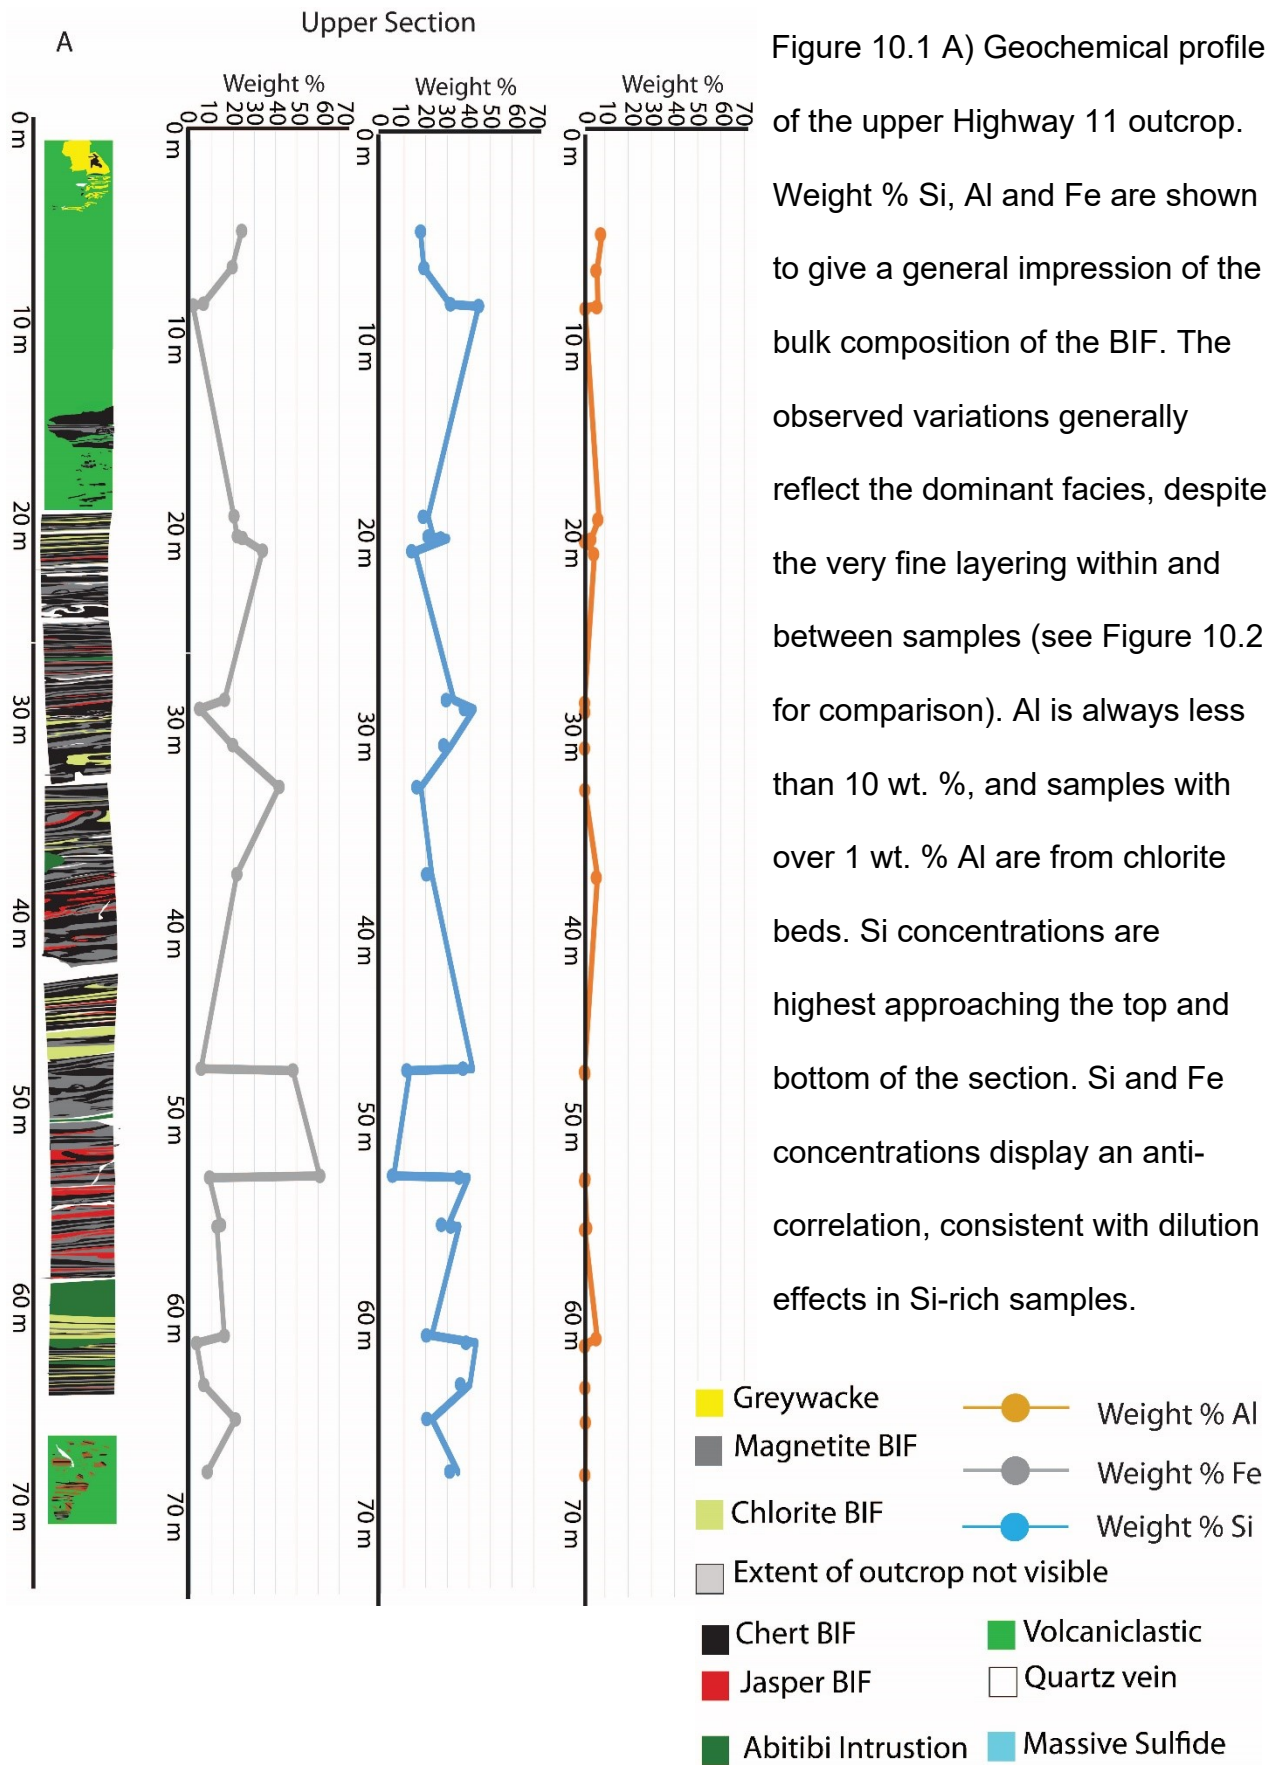 Upper Section
A
Weight %
0 10 20 30 40 50 60 70
Weight %
0 10 20 30 40 50 60 70
Weight %
0 10 20 30 40 50 60 70
0 m
10 m
20 m
30 m
40 m
50 m
60 m
70 m
0 m
10 m
20 m
30 m
40 m
50 m
60 m
70 m
0 m
10 m
20 m
30 m
40 m
50 m
60 m
70 m
0 m
10 m
20 m
30 m
40 m
50 m
60 m
70 m
Figure 10.1 A) Geochemical profile
of the upper Highway 11 outcrop.
Weight % Si, Al and Fe are shown
to give a general impression of the
bulk composition of the BIF. The
observed variations generally
reflect the dominant facies, despite
the very fine layering within and
between samples (see Figure 10.2
for comparison). Al is always less
than 10 wt. %, and samples with
over 1 wt. % Al are from chlorite
beds. Si concentrations are
highest approaching the top and
bottom of the section. Si and Fe
concentrations display an anti-
correlation, consistent with dilution
effects in Si-rich samples.
Greywacke
Magnetite BIF
Chlorite BIF
Extent of outcrop not visible
Chert BIF
Jasper BIF
Abitibi Intrustion
Weight % Al
Weight % Fe
Weight % Si
Volcaniclastic
Quartz vein
Massive Sulfide